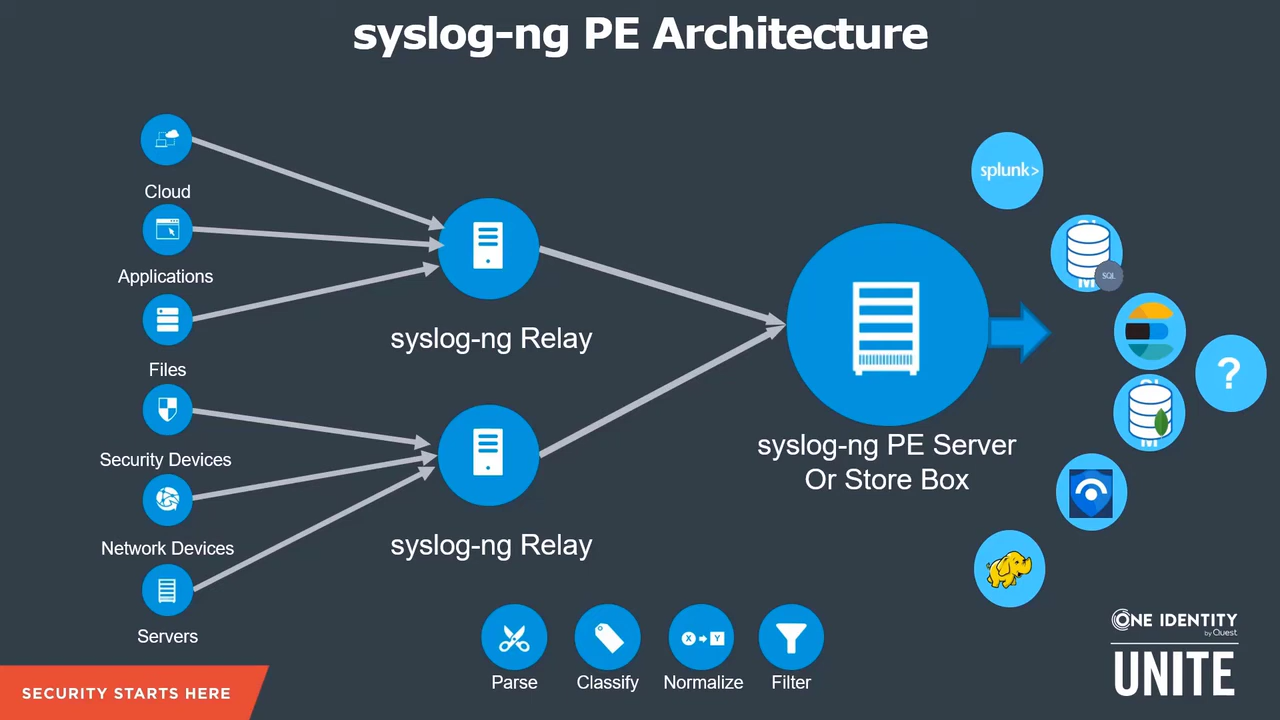 syslog-ng PE Architecture
Cloud
Applications
Files
Security Devices
Network Devices
Servers
syslog-ng Relay
syslog-ng Relay
syslog-ng PE Server
Or Store Box
splunk>
SQL
?
X Y
Parse
Classify
Normalize
Filter
SECURITY STARTS HERE
ONE IDENTITY
by Quest
UNITE